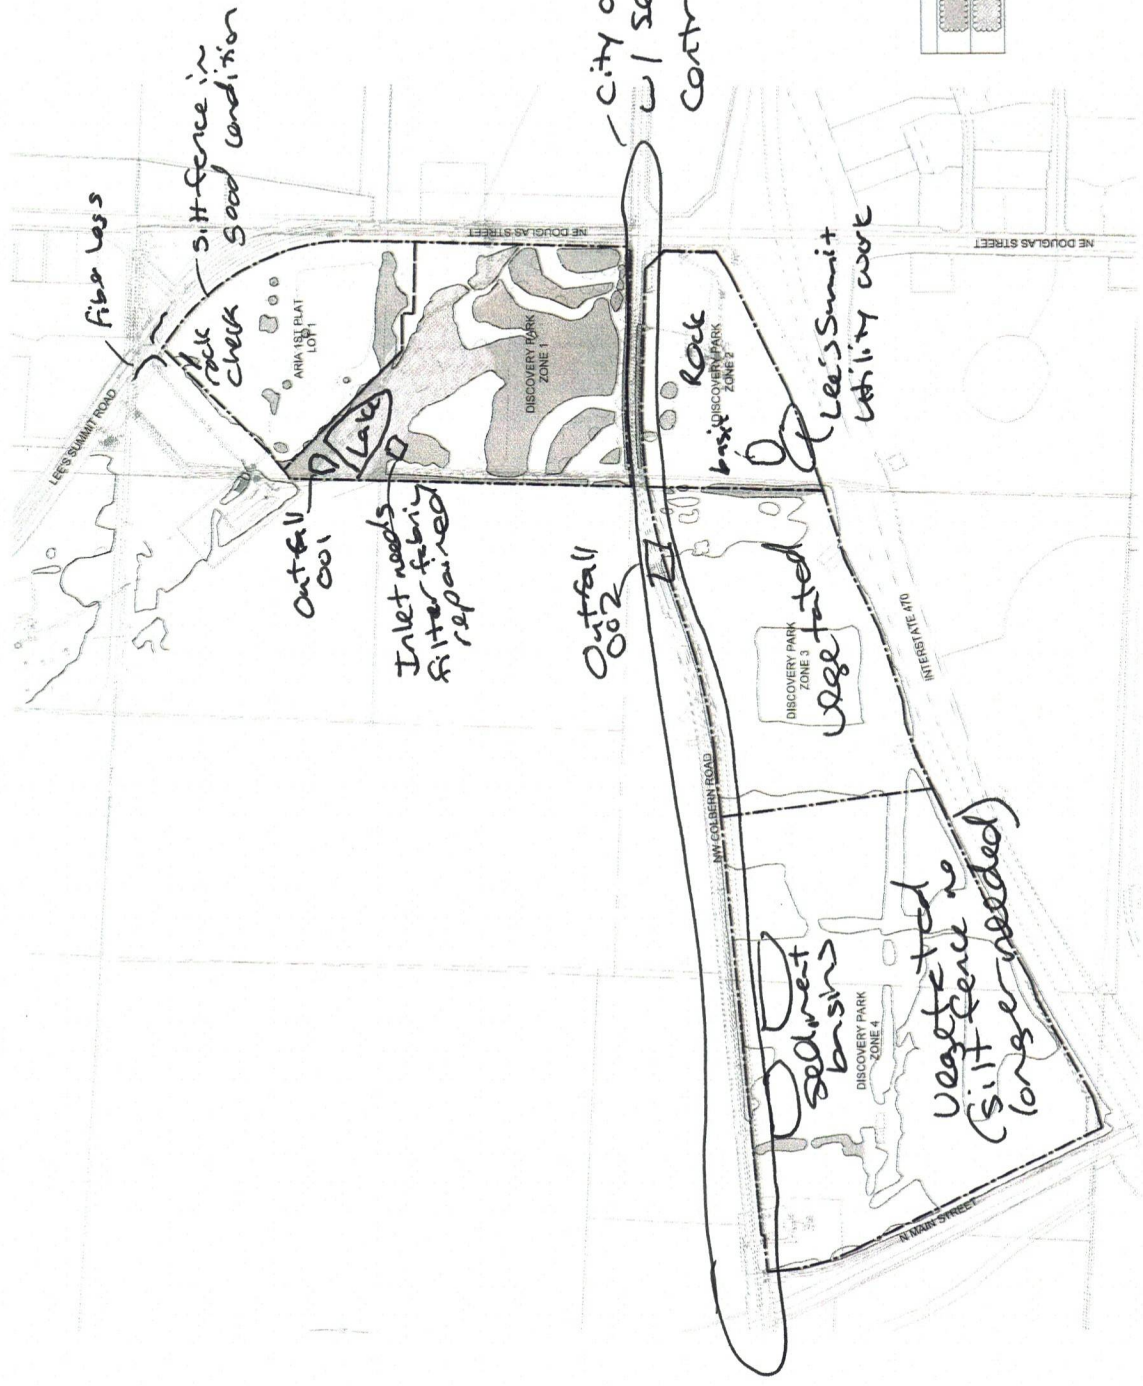 Fiber logs
Silt fence in
good condition
LEE'S SUMMIT ROAD
rock
check
ARIA 1ST PLAT
LOT 1
NE DOUGLAS STREET
Lake
Outfall
001
Inlet needs
filter fabric
repaired
DISCOVERY PARK
ZONE 1
City o
w/ se
contr
Outfall
002
Rock
DISCOVERY PARK
ZONE 2
basin
Lee's Summit
utility work
NE DOUGLAS STREET
NW COLBERN ROAD
DISCOVERY PARK
ZONE 3
vegetated
INTERSTATE 470
Sediment
basins
DISCOVERY PARK
ZONE 4
vegetated
(silt fence no
longer needed)
N MAIN STREET